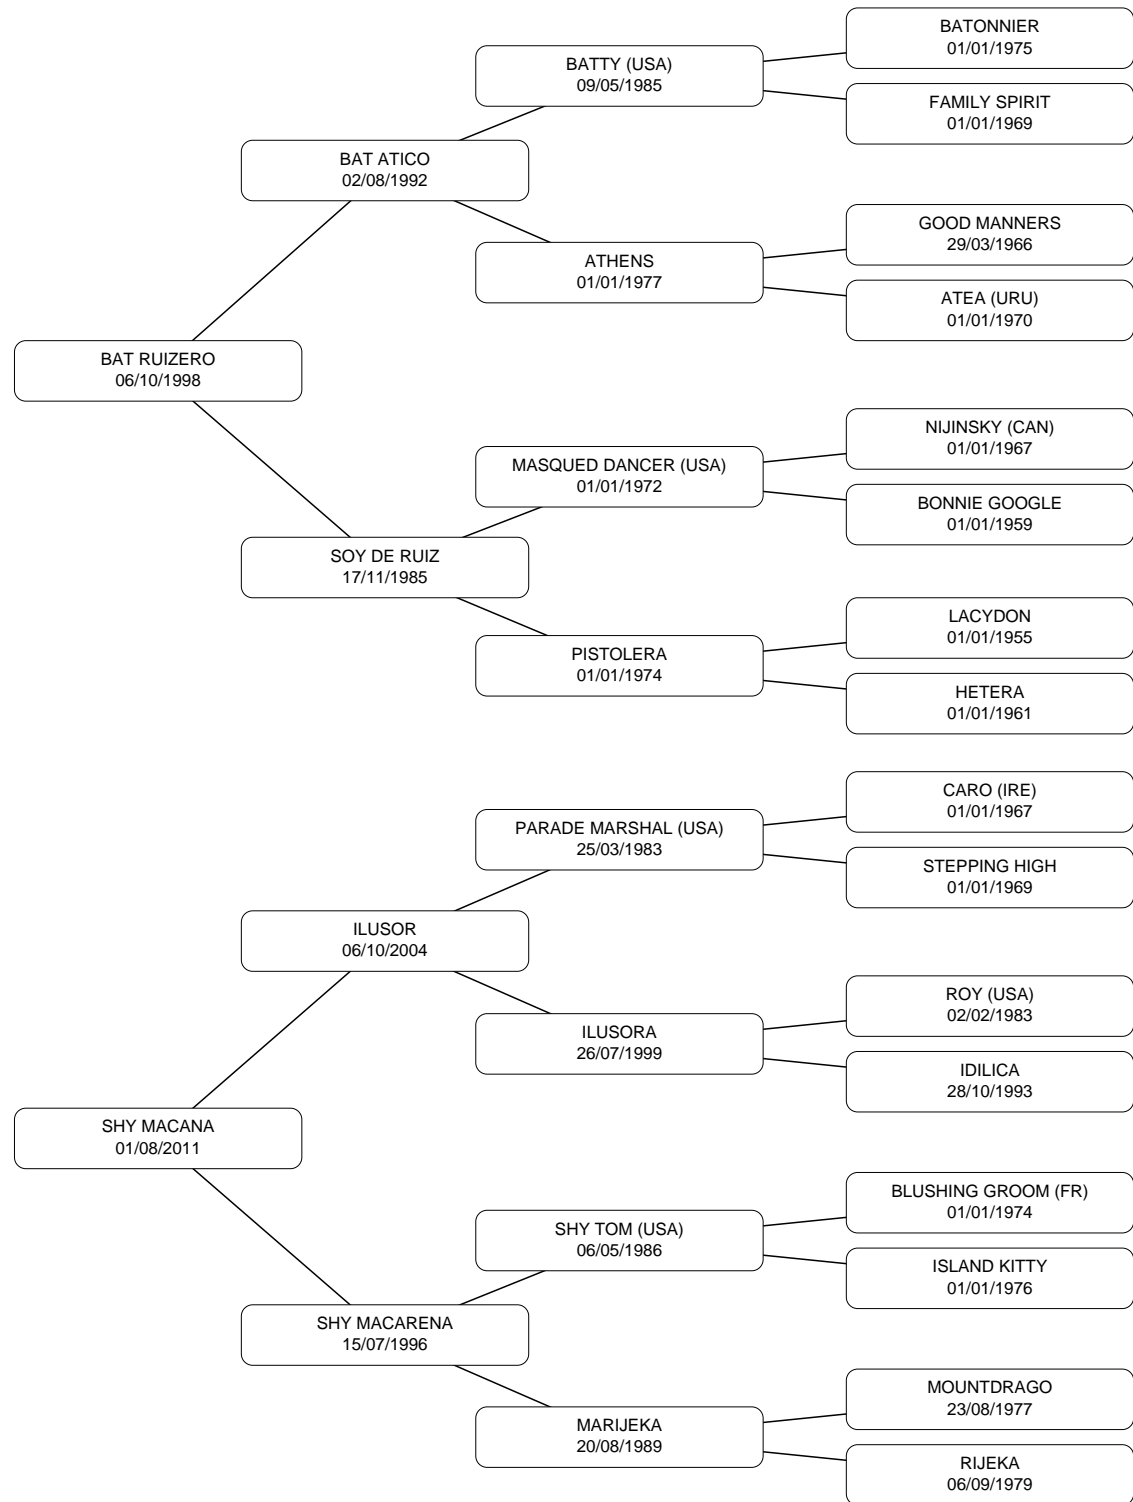 BATONNIER
01/01/1975
BATTY (USA)
09/05/1985
FAMILY SPIRIT
01/01/1969
BAT ATICO
02/08/1992
GOOD MANNERS
29/03/1966
ATHENS
01/01/1977
ATEA (URU)
01/01/1970
BAT RUIZERO
06/10/1998
NIJINSKY (CAN)
01/01/1967
MASQUED DANCER (USA)
01/01/1972
BONNIE GOOGLE
01/01/1959
SOY DE RUIZ
17/11/1985
LACYDON
01/01/1955
PISTOLERA
01/01/1974
HETERA
01/01/1961
CARO (IRE)
01/01/1967
PARADE MARSHAL (USA)
25/03/1983
STEPPING HIGH
01/01/1969
ILUSOR
06/10/2004
ROY (USA)
02/02/1983
ILUSORA
26/07/1999
IDILICA
28/10/1993
SHY MACANA
01/08/2011
BLUSHING GROOM (FR)
01/01/1974
SHY TOM (USA)
06/05/1986
ISLAND KITTY
01/01/1976
SHY MACARENA
15/07/1996
MOUNTDRAGO
23/08/1977
MARIJEKA
20/08/1989
RIJEKA
06/09/1979